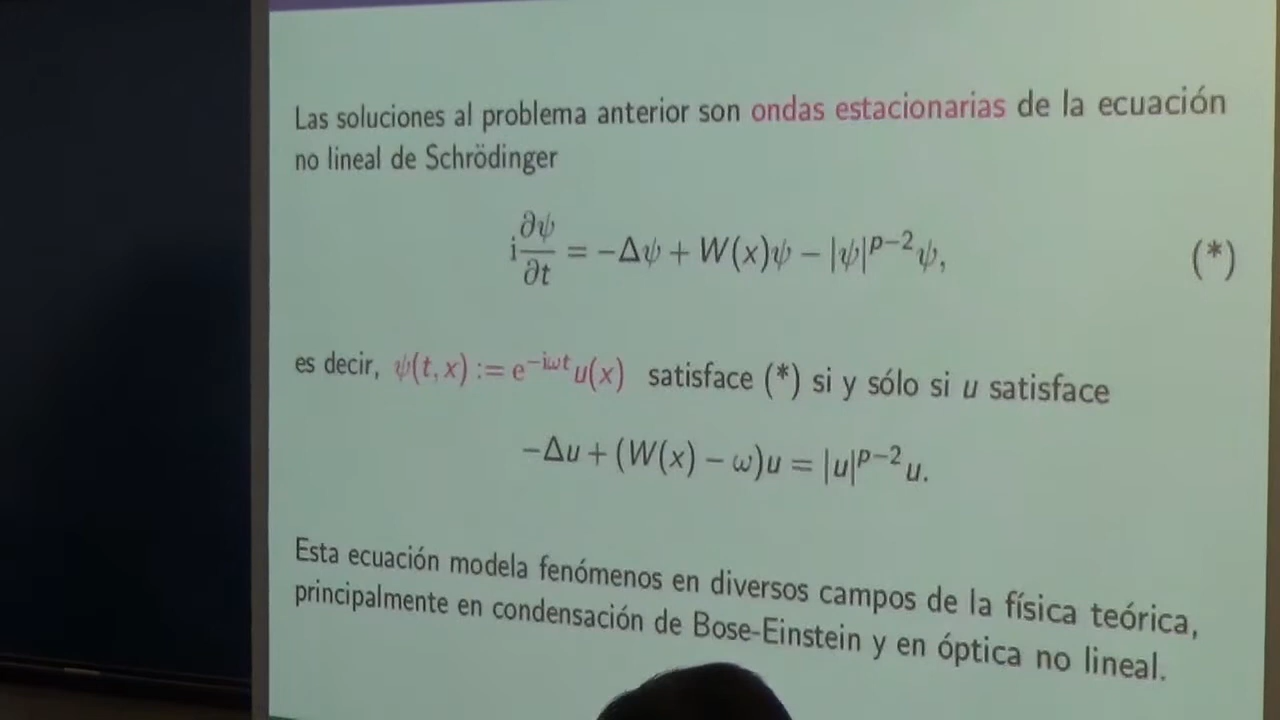 Las soluciones al problema anterior son ondas estacionarias de la ecuación
no lineal de Schrödinger
i∂ψ/∂t = −Δψ + W(x)ψ − |ψ|^{p−2}ψ, (*)
es decir, ψ(t, x) := e^{−iωt}u(x) satisface (*) si y sólo si u satisface
−Δu + (W(x) − ω)u = |u|^{p−2}u.
Esta ecuación modela fenómenos en diversos campos de la física teórica,
principalmente en condensación de Bose-Einstein y en óptica no lineal.